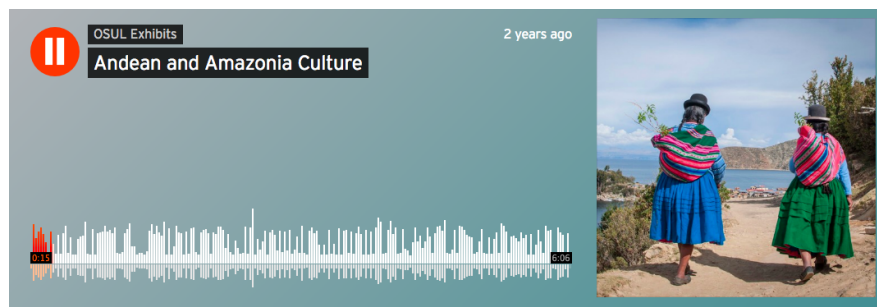 OSUL Exhibits
2 years ago
Andean and Amazonia Culture
0:15
6:06